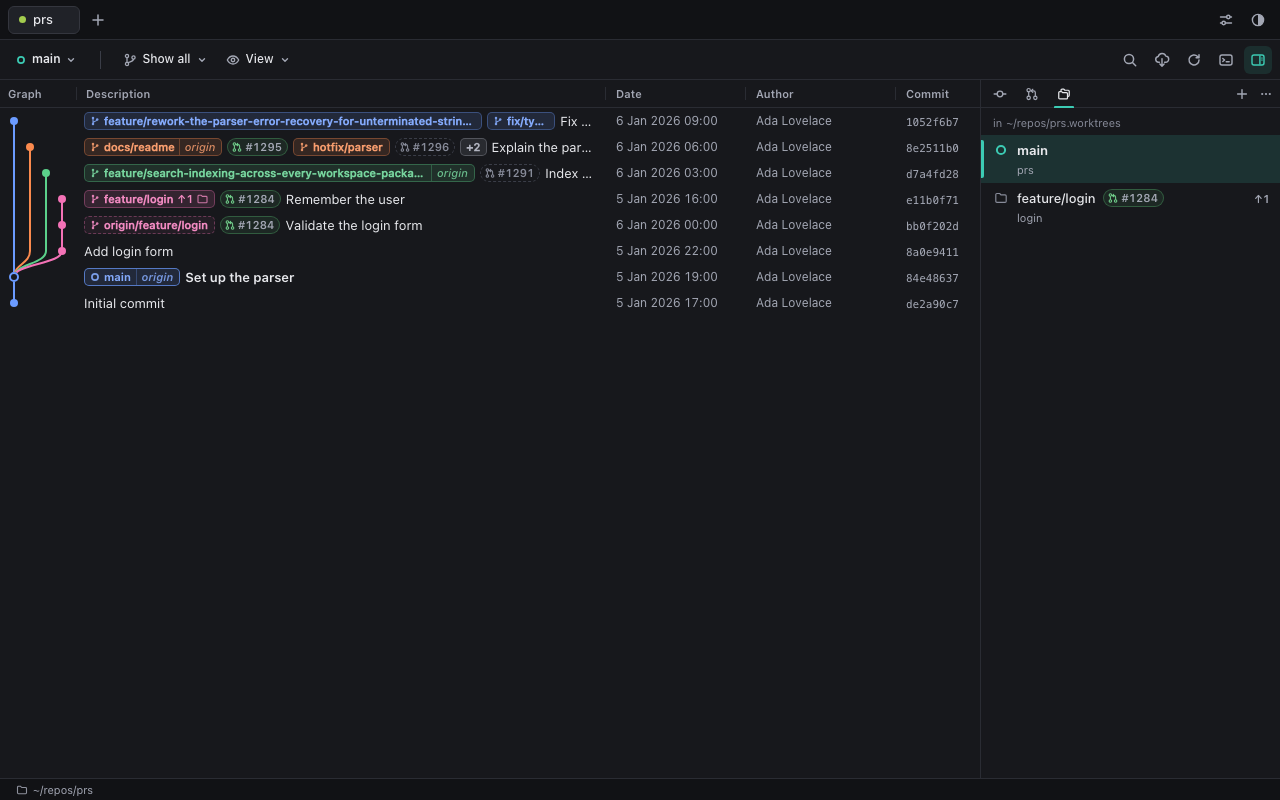 prs
main Show all View
Graph Description Date Author Commit
feature/rework-the-parser-error-recovery-for-unterminated-strin... fix/ty... Fix ... 6 Jan 2026 09:00 Ada Lovelace 1052f6b7
docs/readme origin #1295 hotfix/parser #1296 +2 Explain the par... 6 Jan 2026 06:00 Ada Lovelace 8e2511b0
feature/search-indexing-across-every-workspace-packa... origin #1291 Index ... 6 Jan 2026 03:00 Ada Lovelace d7a4fd28
feature/login ↑1 #1284 Remember the user 5 Jan 2026 16:00 Ada Lovelace e11b0f71
origin/feature/login #1284 Validate the login form 6 Jan 2026 00:00 Ada Lovelace bb0f202d
Add login form 5 Jan 2026 22:00 Ada Lovelace 8a0e9411
main origin Set up the parser 5 Jan 2026 19:00 Ada Lovelace 84e48637
Initial commit 5 Jan 2026 17:00 Ada Lovelace de2a90c7
in ~/repos/prs.worktrees
main
prs
feature/login #1284 ↑1
login
~/repos/prs